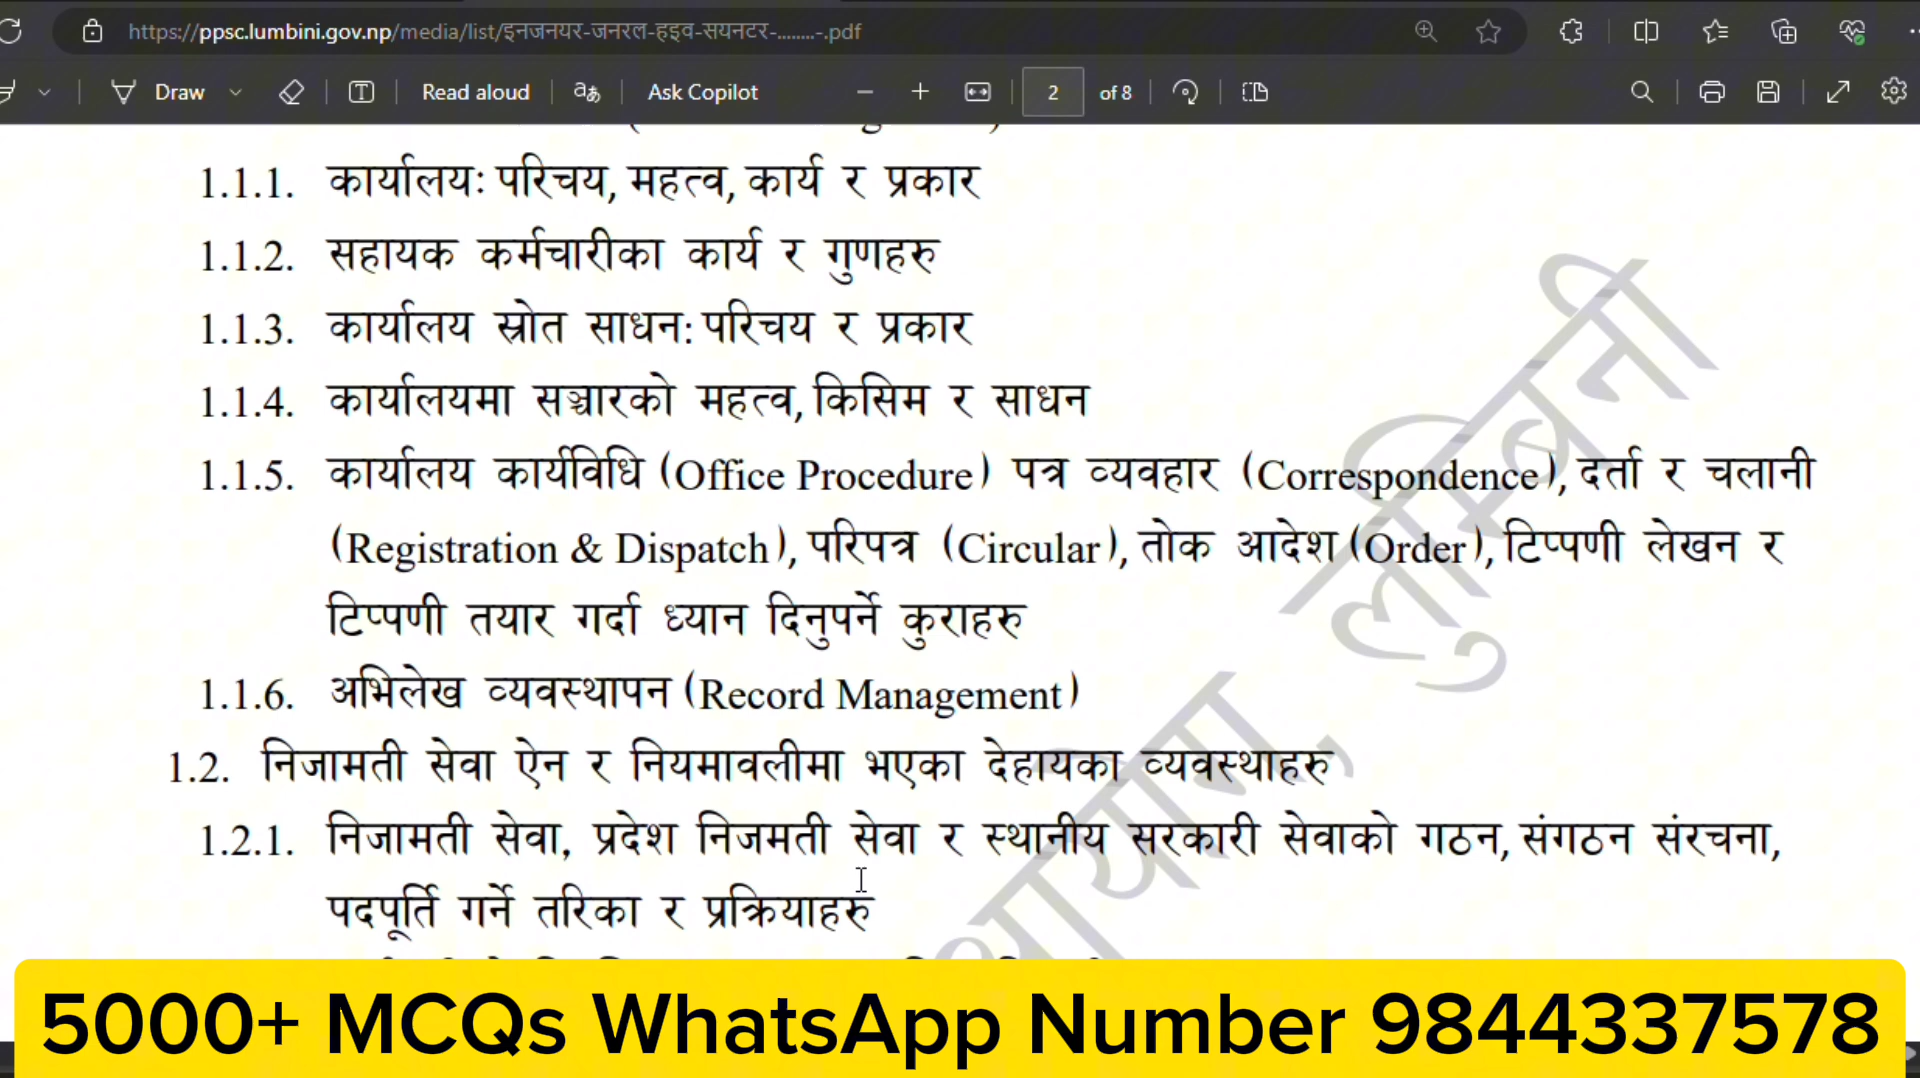 https://ppsc.lumbini.gov.np/media/list/इनजनयर-जनरल-हइव-सयनटर-........-.pdf
Draw Read aloud Ask Copilot 2 of 8
1.1.1. कार्यालयः परिचय, महत्व, कार्य र प्रकार
1.1.2. सहायक कर्मचारीका कार्य र गुणहरु
1.1.3. कार्यालय स्रोत साधन: परिचय र प्रकार
1.1.4. कार्यालयमा सञ्चारको महत्व, किसिम र साधन
1.1.5. कार्यालय कार्यविधि (Office Procedure) पत्र व्यवहार (Correspondence), दर्ता र चलानी
(Registration & Dispatch), परिपत्र (Circular), तोक आदेश (Order), टिप्पणी लेखन र
टिप्पणी तयार गर्दा ध्यान दिनुपर्ने कुराहरु
1.1.6. अभिलेख व्यवस्थापन (Record Management)
1.2. निजामती सेवा ऐन र नियमावलीमा भएका देहायका व्यवस्थाहरु
1.2.1. निजामती सेवा, प्रदेश निजमती सेवा र स्थानीय सरकारी सेवाको गठन, संगठन संरचना,
पदपूर्ति गर्ने तरिका र प्रक्रियाहरु
लुम्बिनी
5000+ MCQs WhatsApp Number 9844337578